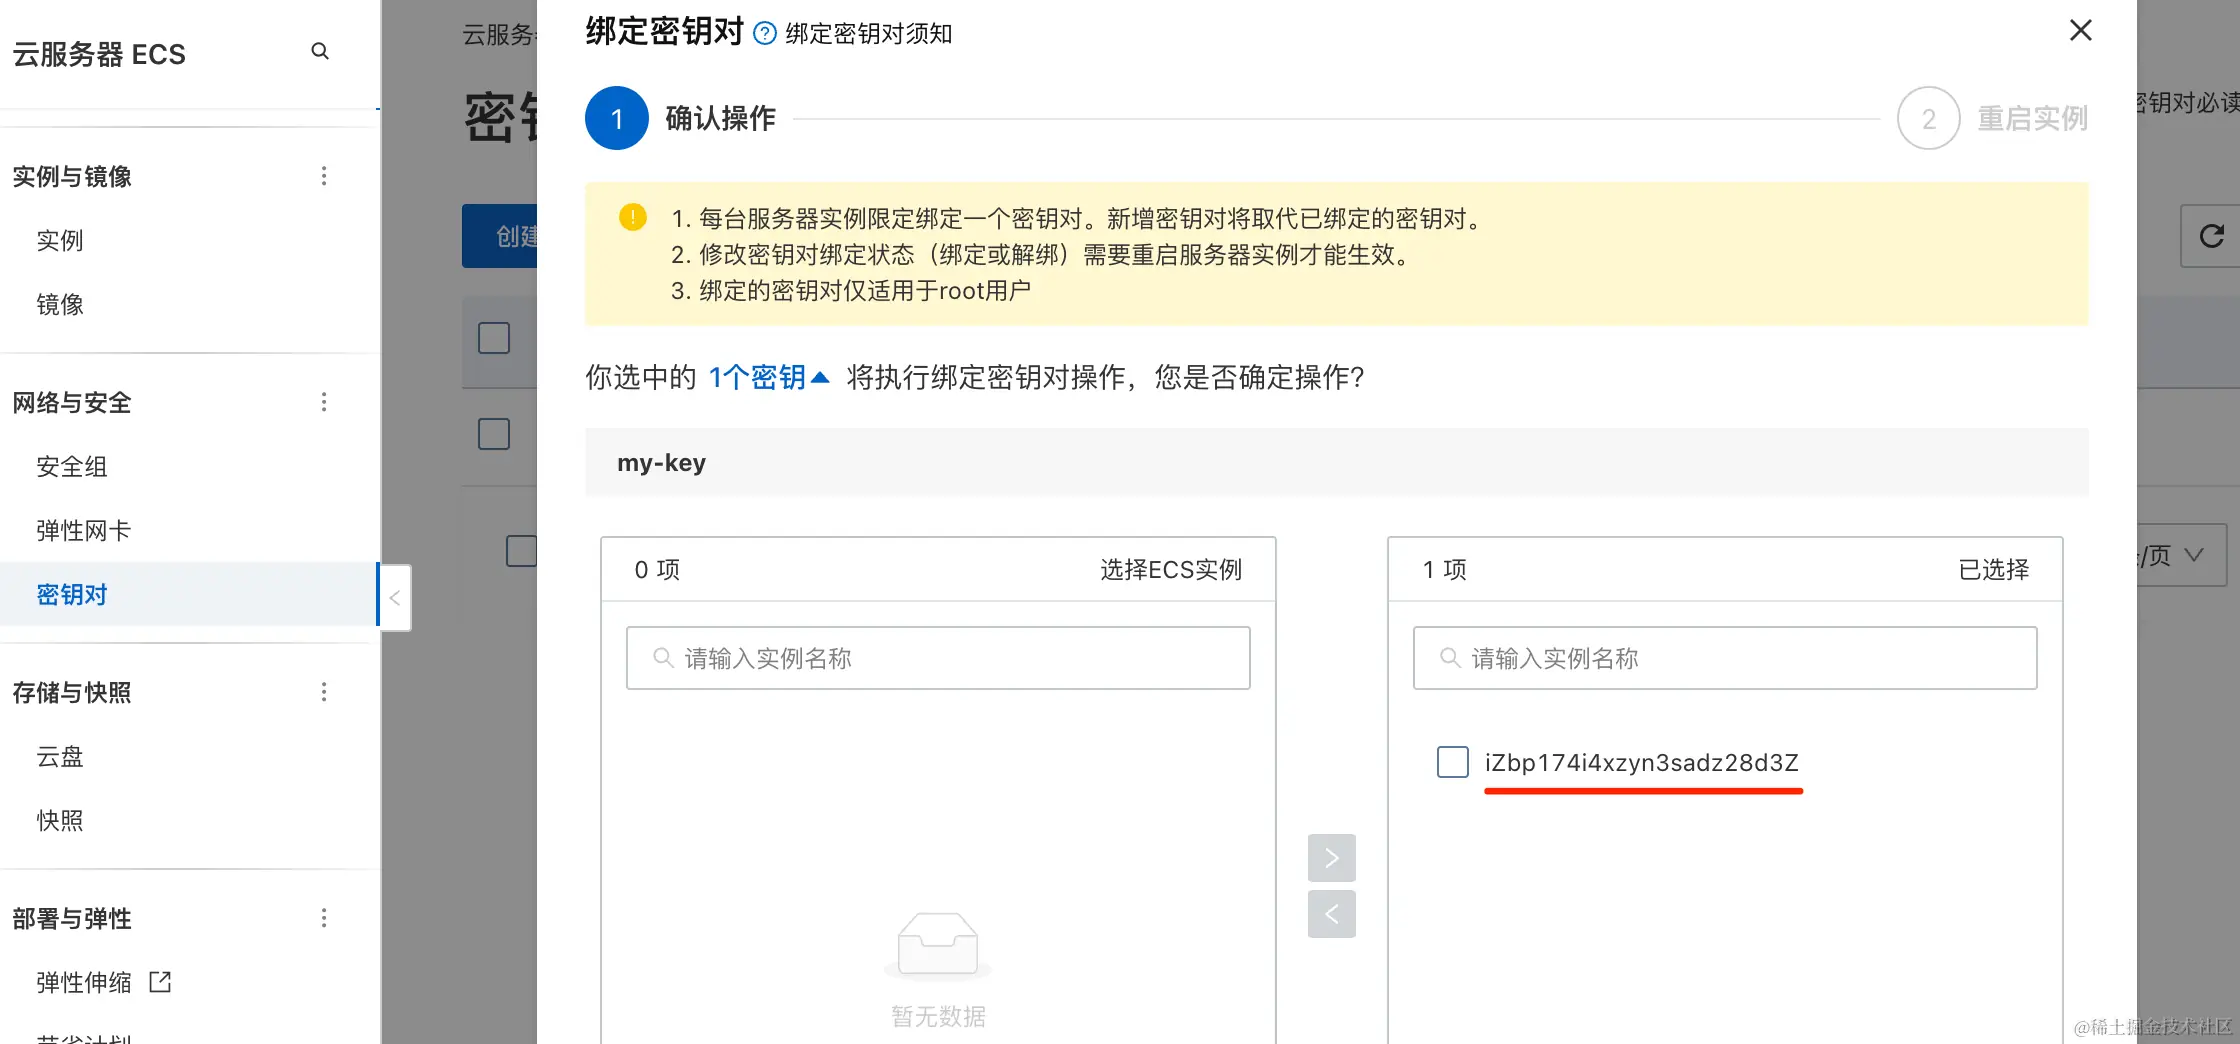 云服务器 ECS
实例与镜像
实例
镜像
网络与安全
安全组
弹性网卡
密钥对
存储与快照
云盘
快照
部署与弹性
弹性伸缩
云服务
密钥
创建
绑定密钥对 ? 绑定密钥对须知
1 确认操作
2 重启实例
1. 每台服务器实例限定绑定一个密钥对。新增密钥对将取代已绑定的密钥对。
2. 修改密钥对绑定状态（绑定或解绑）需要重启服务器实例才能生效。
3. 绑定的密钥对仅适用于root用户
你选中的 1个密钥 将执行绑定密钥对操作，您是否确定操作？
my-key
0 项 选择ECS实例
请输入实例名称
暂无数据
1 项 已选择
请输入实例名称
iZbp174i4xzyn3sadz28d3Z
密钥对必读
/页
@稀土掘金技术社区